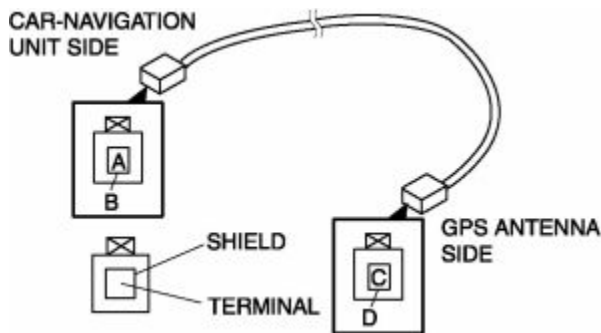 CAR-NAVIGATION
UNIT SIDE
A
B
SHIELD
TERMINAL
GPS ANTENNA
SIDE
C
D